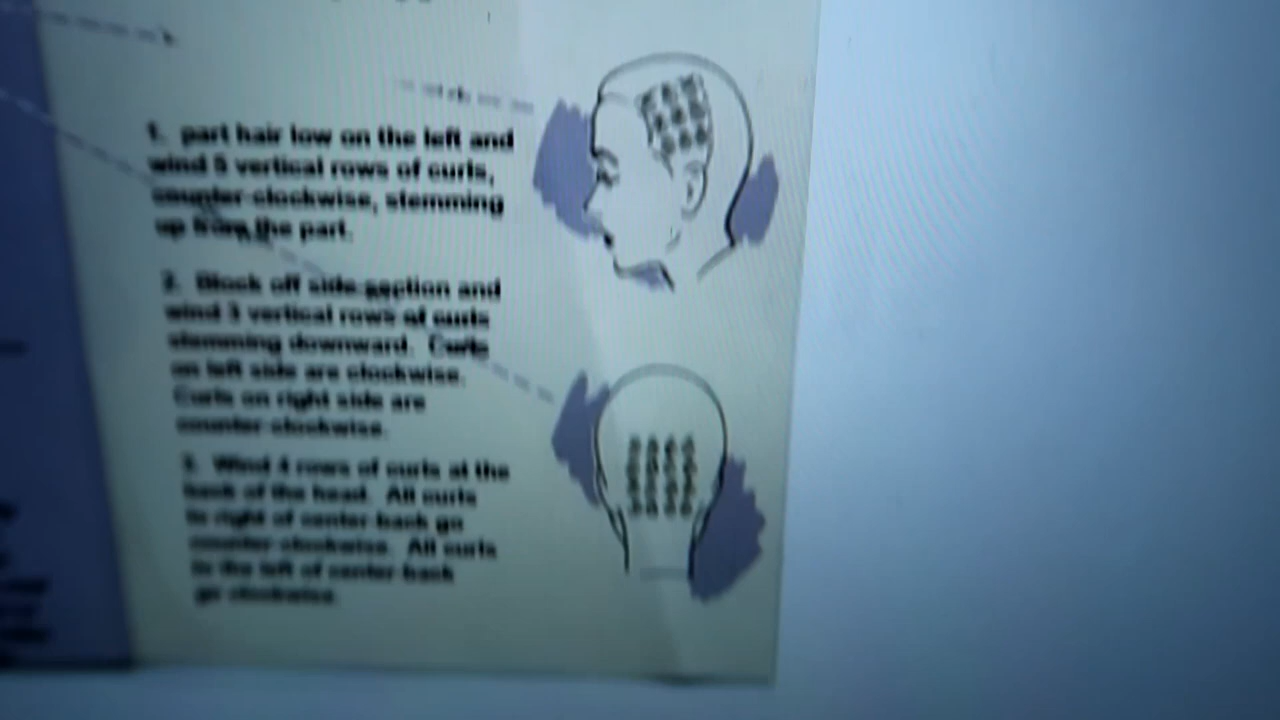 1. part hair low on the left and
wind 5 vertical rows of curls,
counter-clockwise, stemming
up from the part.
2. Block off side section and
wind 3 vertical rows of curls
stemming downward. Curls
on left side are clockwise.
Curls on right side are
counter-clockwise.
3. Wind 4 rows of curls at the
back of the head. All curls
to right of center-back go
counter-clockwise. All curls
to the left of center-back
go clockwise.